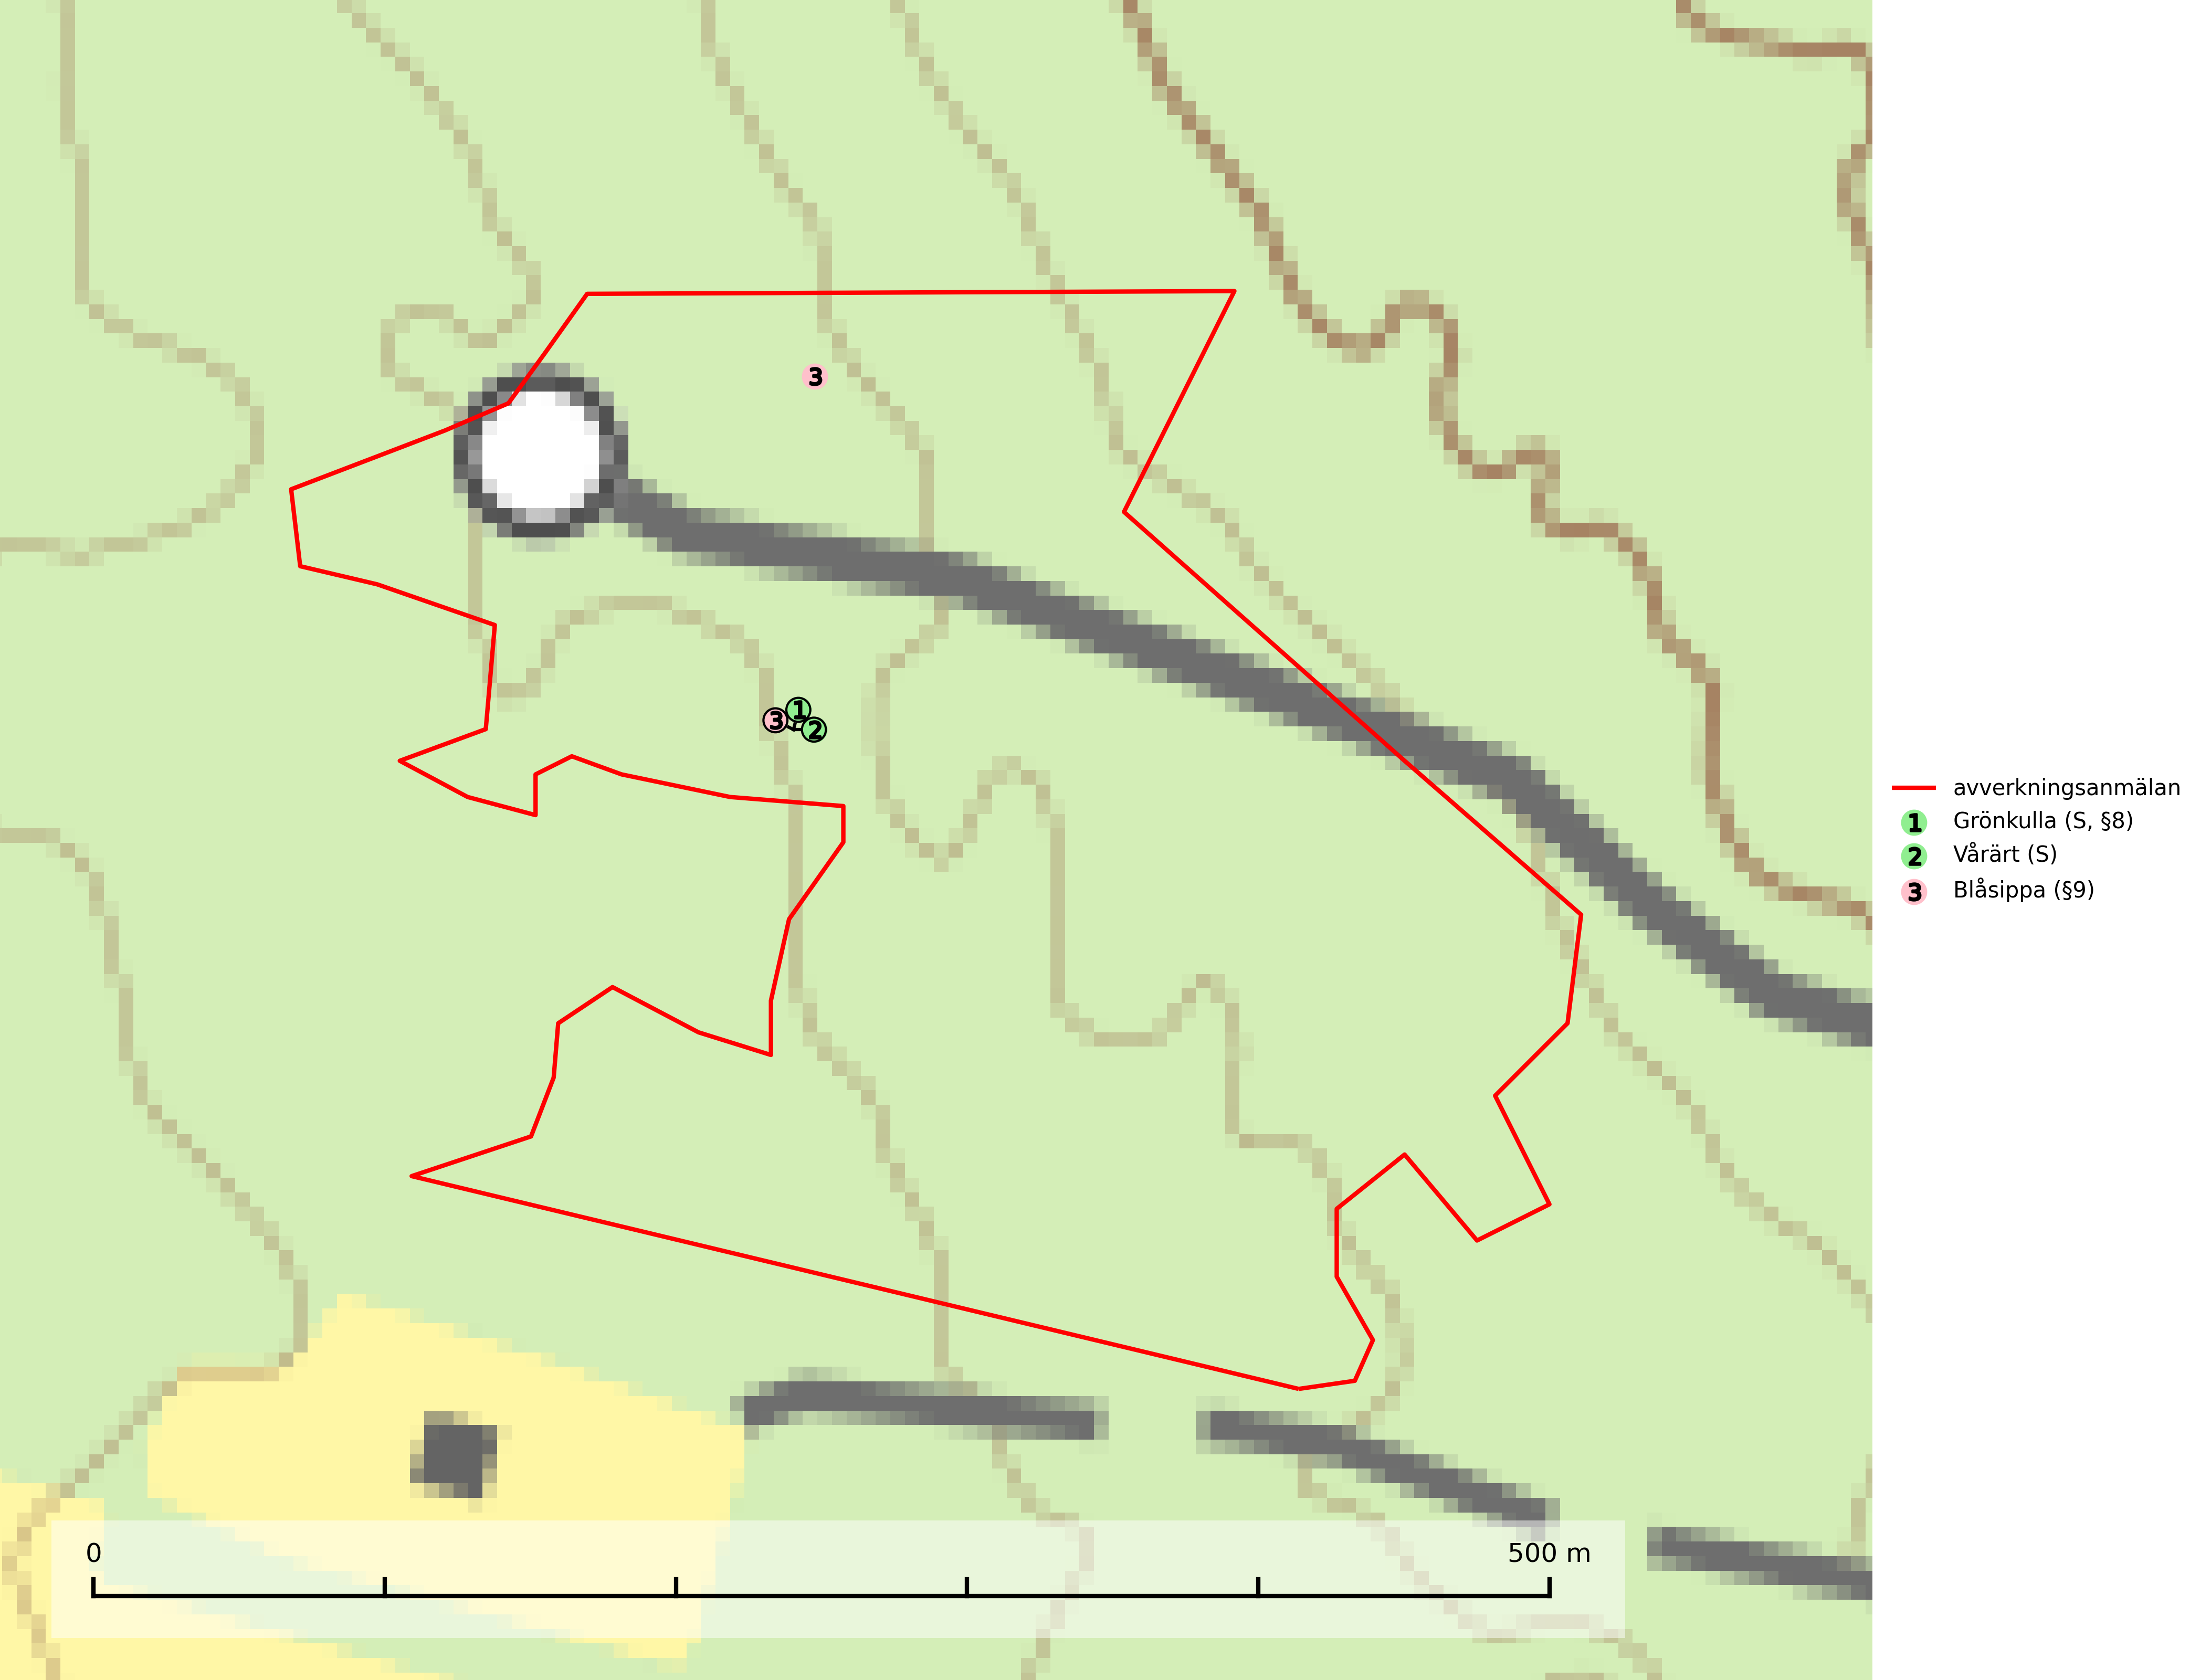 3
1
3
2
avverkningsanmälan
1 Grönkulla (S, §8)
2 Vårärt (S)
3 Blåsippa (§9)
0 500 m